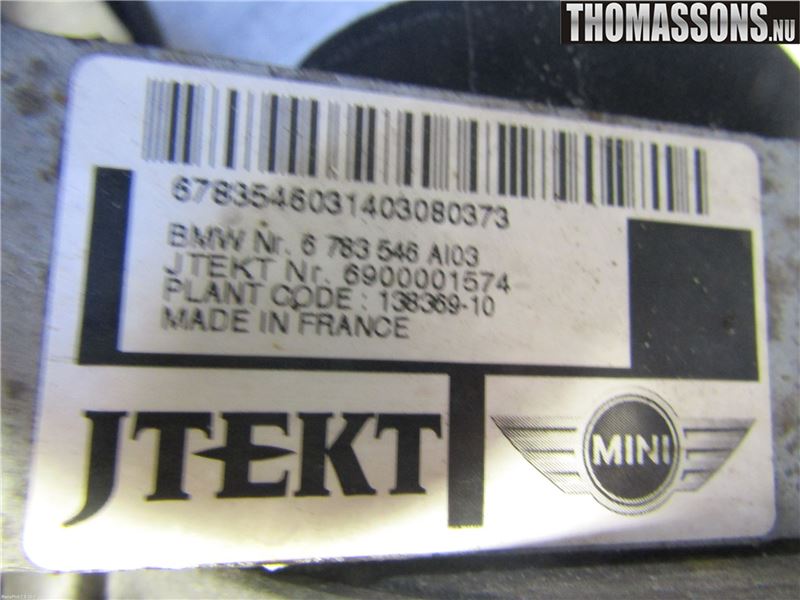 THOMASSONS.NU
6783546031403080373
BMW Nr. 6 783 546 AI03
JTEKT Nr. 6900001574
PLANT CODE : 138369-10
MADE IN FRANCE
JTEKT
MINI